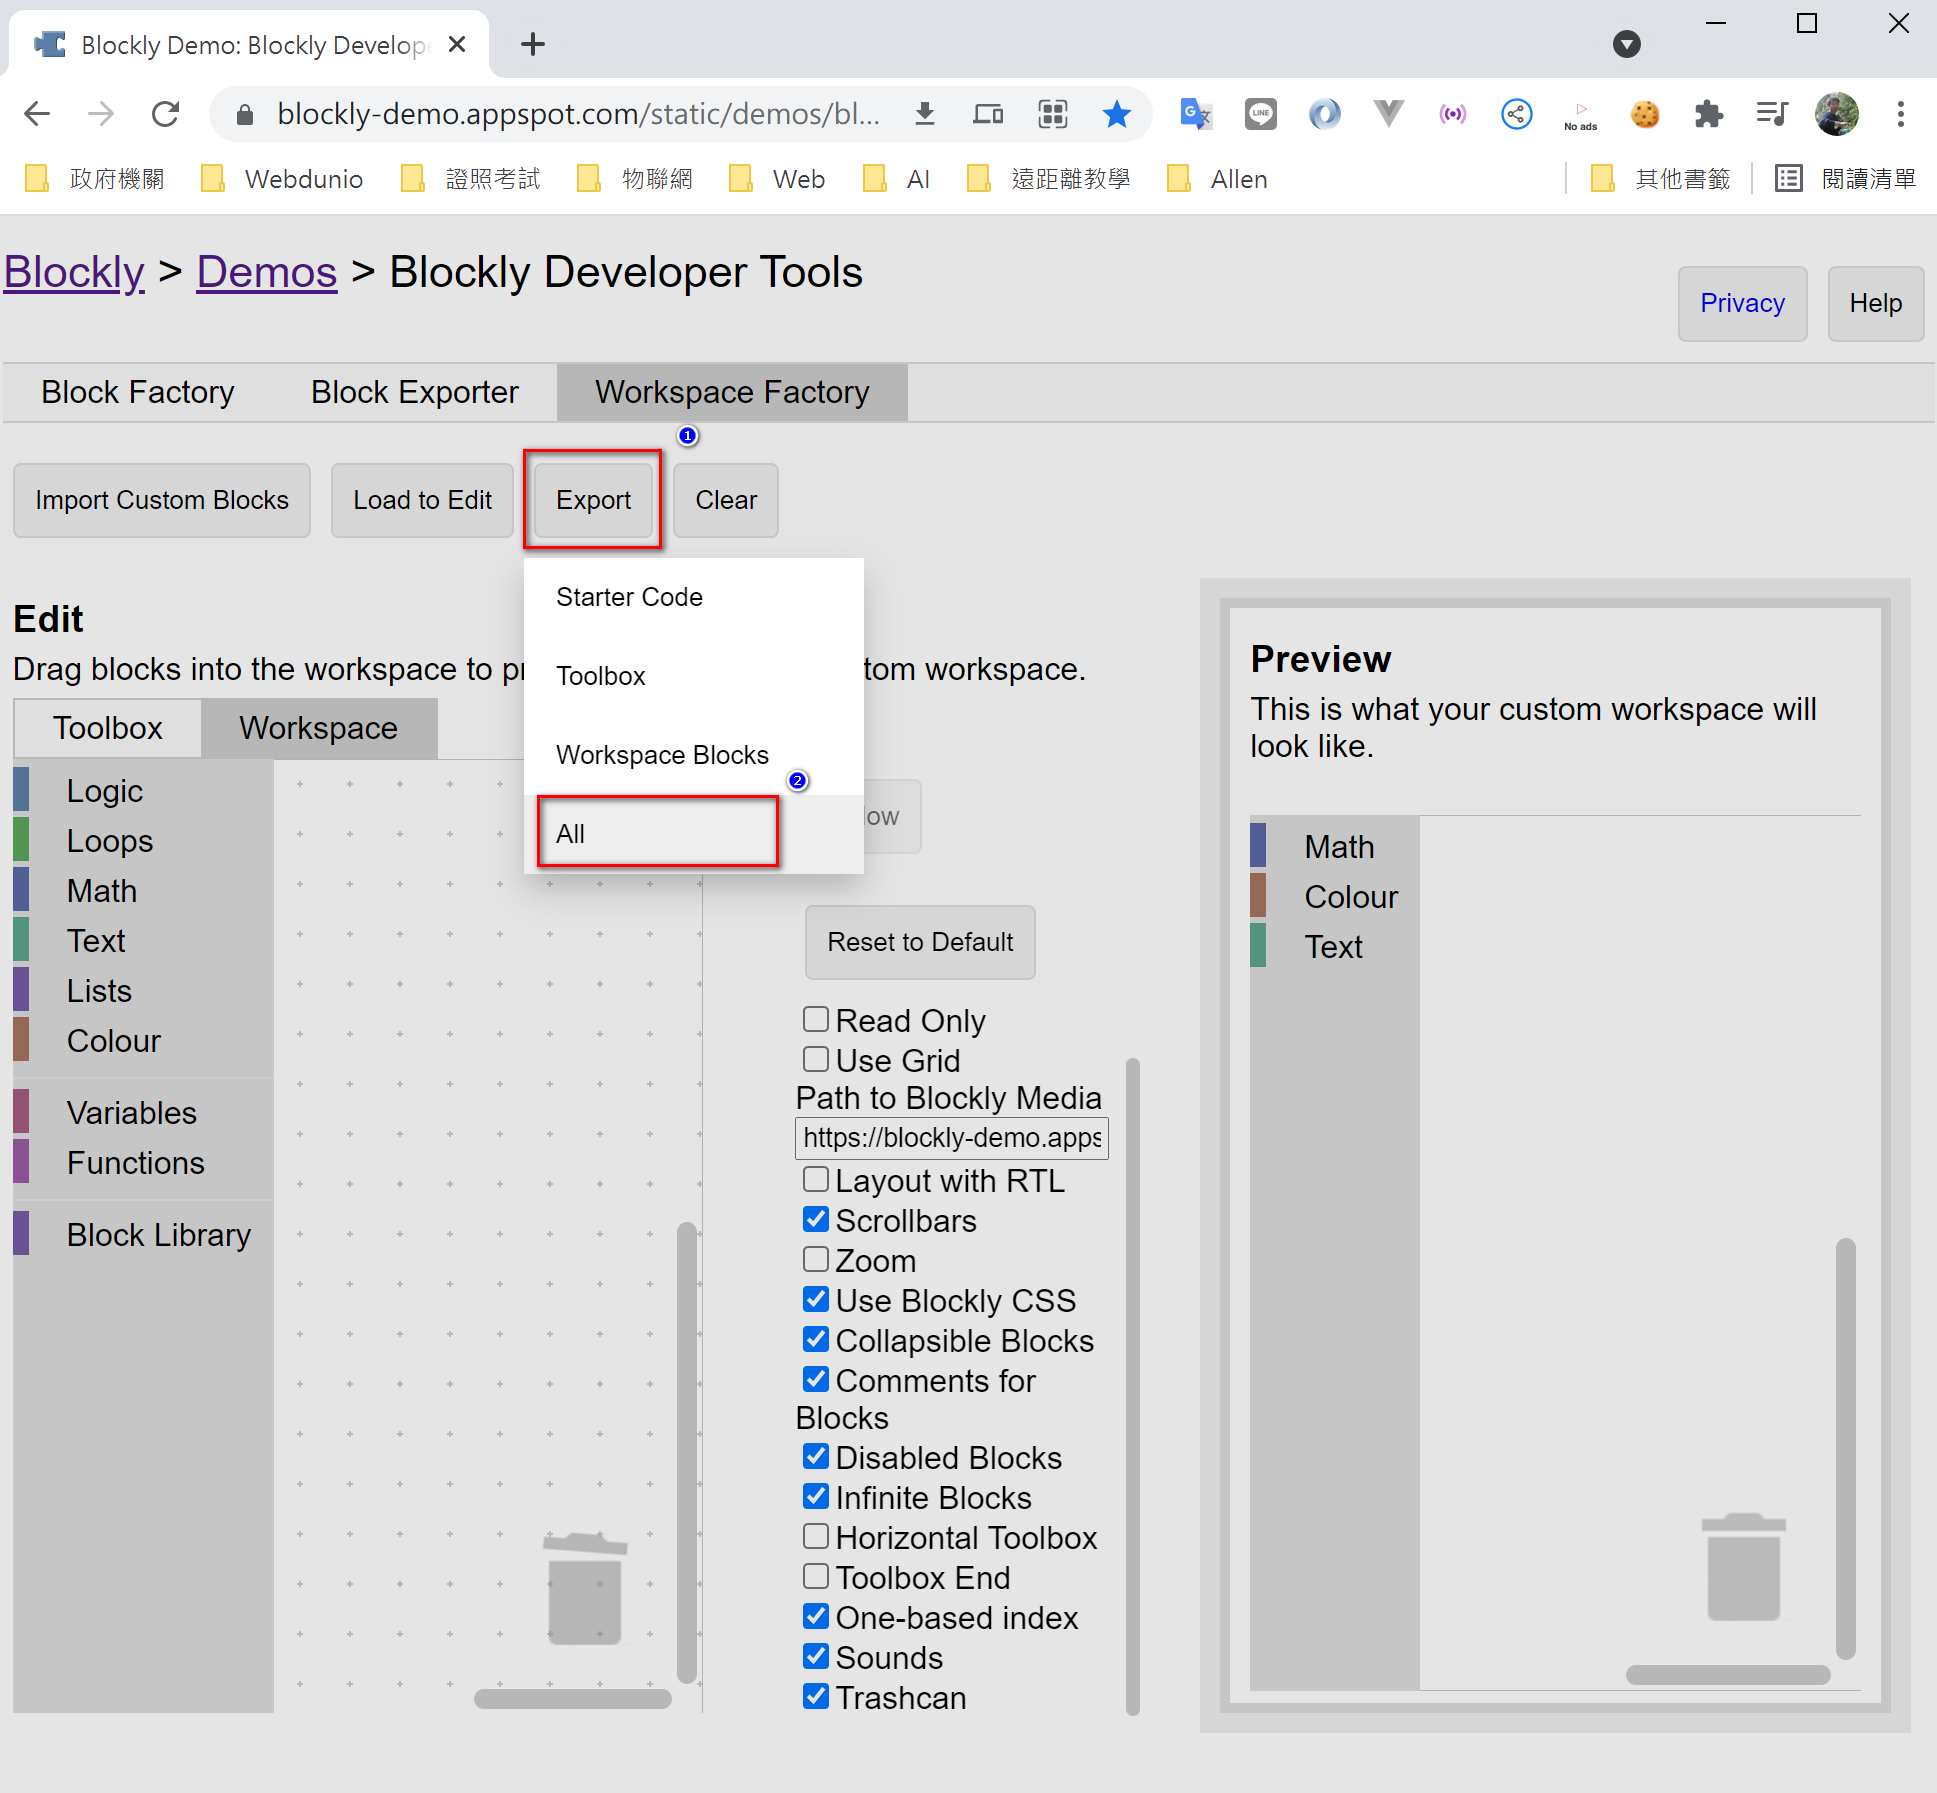 Blockly Demo: Blockly Develope
blockly-demo.appspot.com/static/demos/bl...
No ads
LINE
政府機關
Webdunio
證照考試
物聯網
Web
AI
遠距離教學
Allen
其他書籤
閱讀清單
Blockly > Demos > Blockly Developer Tools
Privacy
Help
Block Factory
Block Exporter
Workspace Factory
1
Import Custom Blocks
Load to Edit
Export
Clear
Starter Code
Toolbox
Workspace Blocks
2
All
Edit
Drag blocks into the workspace to pr
tom workspace.
Toolbox
Workspace
Logic
Loops
Math
Text
Lists
Colour
Variables
Functions
Block Library
Reset to Default
Read Only
Use Grid
Path to Blockly Media
https://blockly-demo.apps
Layout with RTL
Scrollbars
Zoom
Use Blockly CSS
Collapsible Blocks
Comments for
Blocks
Disabled Blocks
Infinite Blocks
Horizontal Toolbox
Toolbox End
One-based index
Sounds
Trashcan
Preview
This is what your custom workspace will
look like.
Math
Colour
Text